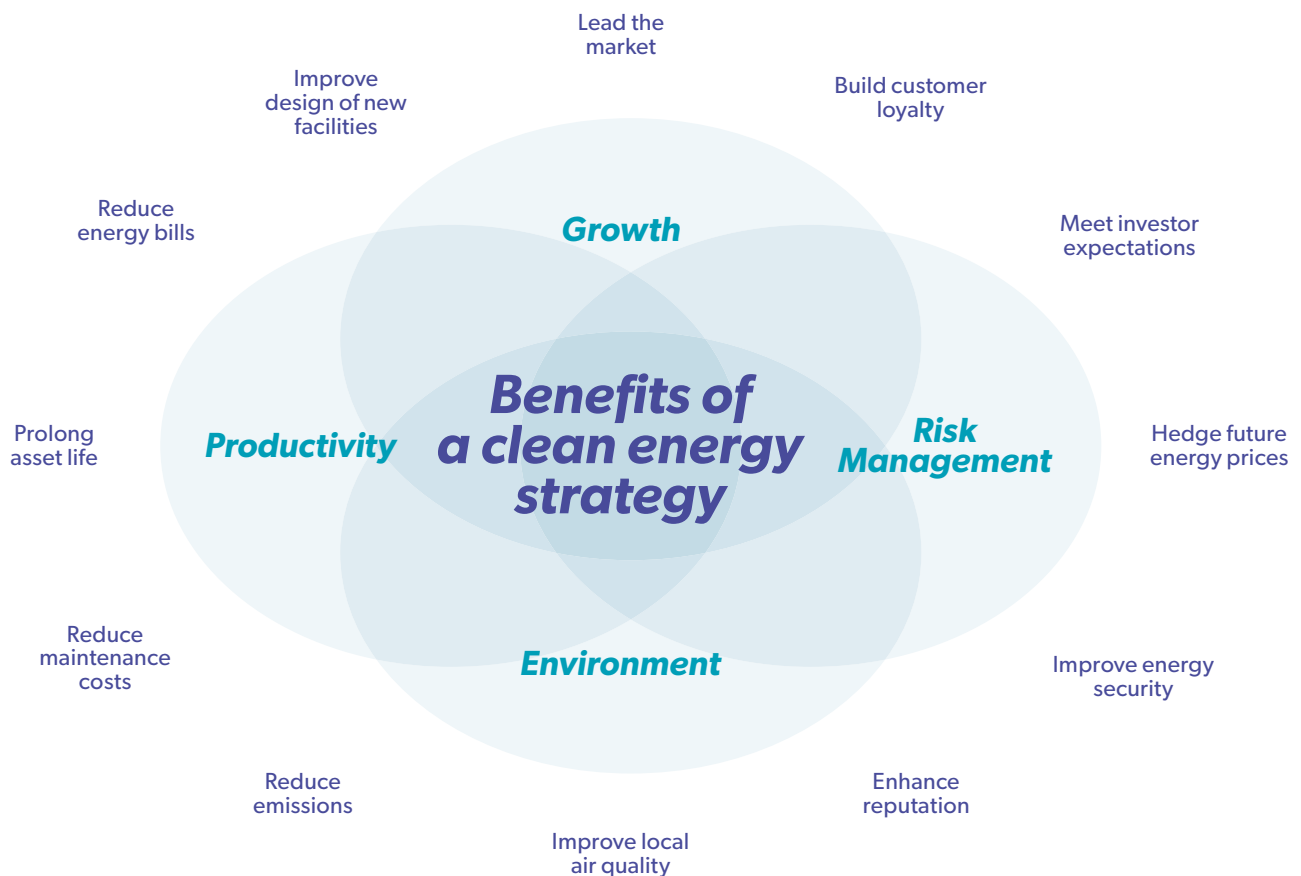 Lead the
market
Improve
design of new
facilities
Build customer
loyalty
Reduce
energy bills
Meet investor
expectations
Growth
Prolong
asset life
Productivity
Benefits of
a clean energy
strategy
Risk
Management
Hedge future
energy prices
Reduce
maintenance
costs
Environment
Improve energy
security
Reduce
emissions
Enhance
reputation
Improve local
air quality